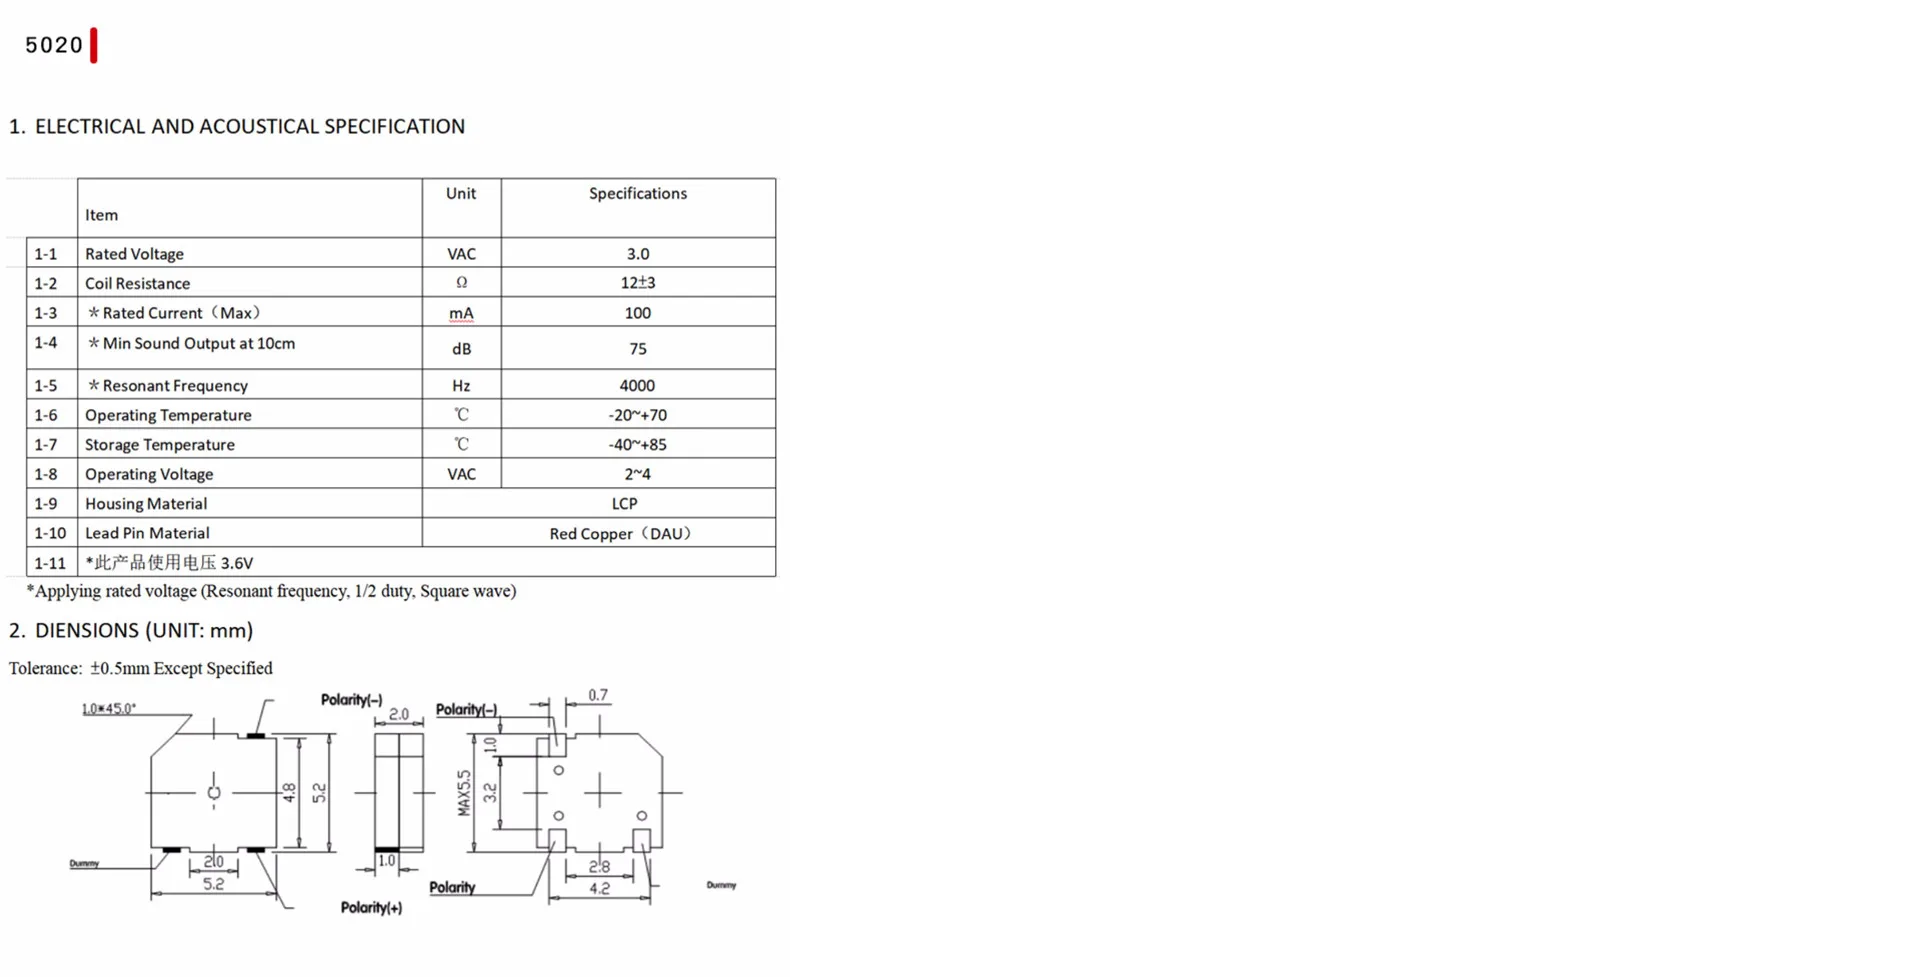 5020
1. ELECTRICAL AND ACOUSTICAL SPECIFICATION
Item Unit Specifications
1-1 Rated Voltage VAC 3.0
1-2 Coil Resistance Ω 12±3
1-3 *Rated Current（Max） mA 100
1-4 *Min Sound Output at 10cm dB 75
1-5 *Resonant Frequency Hz 4000
1-6 Operating Temperature ℃ -20~+70
1-7 Storage Temperature ℃ -40~+85
1-8 Operating Voltage VAC 2~4
1-9 Housing Material LCP
1-10 Lead Pin Material Red Copper（DAU）
1-11 *此产品使用电压 3.6V
*Applying rated voltage (Resonant frequency, 1/2 duty, Square wave)
2. DIENSIONS (UNIT: mm)
Tolerance: ±0.5mm Except Specified
1.0*45.0°
Polarity(-)
2.0
Polarity(-)
0.7
1.0
4.8
5.2
MAX5.5
3.2
Dummy
2.0
5.2
1.0
Polarity(+)
Polarity
2.8
4.2
Dummy